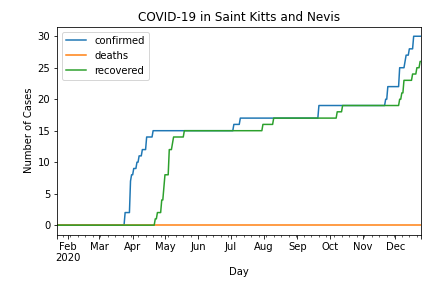 COVID-19 in Saint Kitts and Nevis
confirmed
deaths
recovered
Number of Cases
30
25
20
15
10
5
0
Feb Mar Apr May Jun Jul Aug Sep Oct Nov Dec
2020
Day